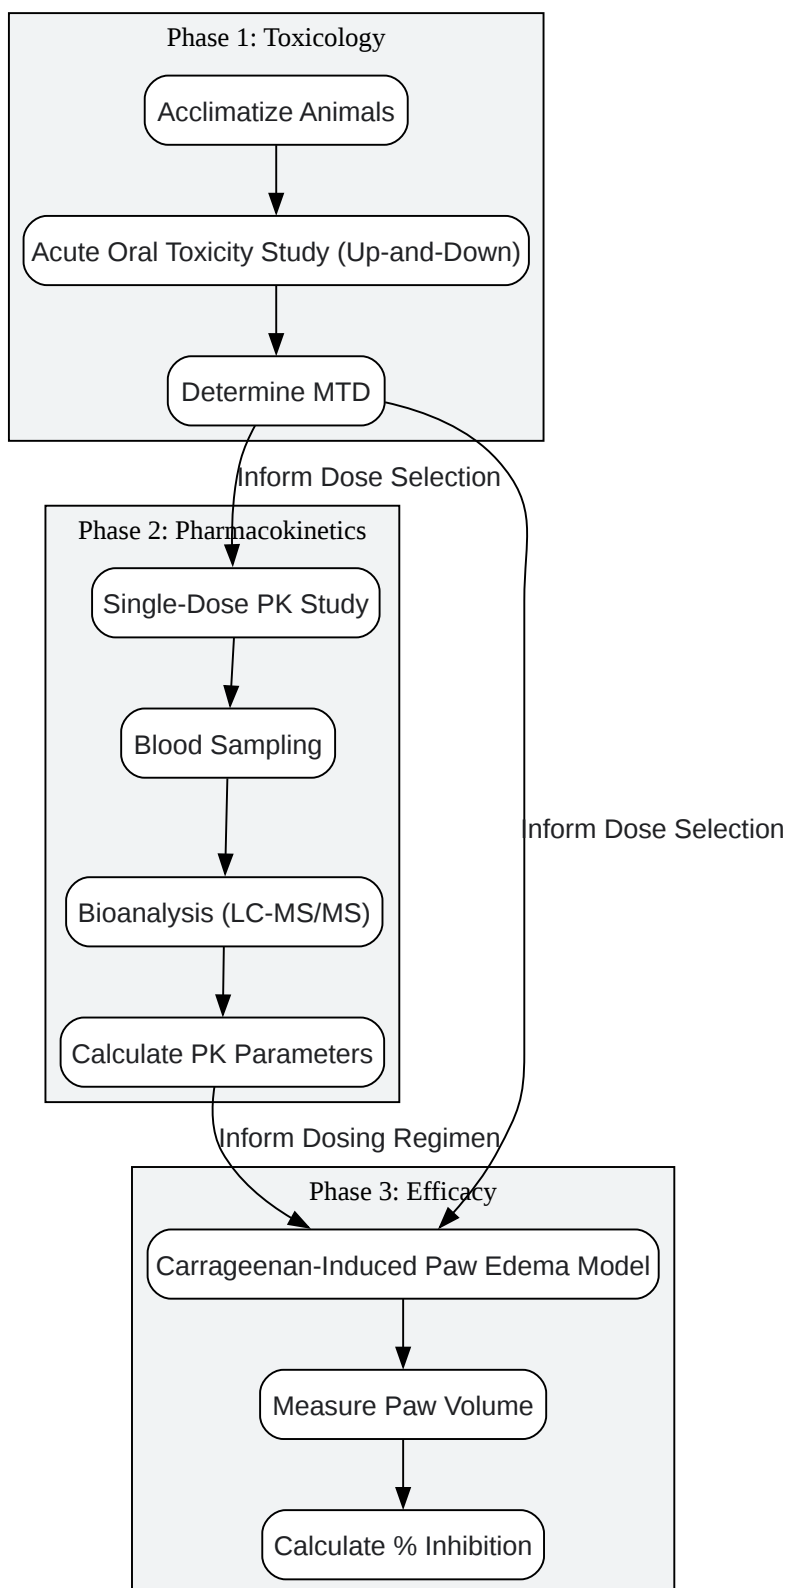 Phase 1: Toxicology
Acclimatize Animals
Acute Oral Toxicity Study (Up-and-Down)
Determine MTD
Inform Dose Selection
Phase 2: Pharmacokinetics
Single-Dose PK Study
Blood Sampling
Inform Dose Selection
Bioanalysis (LC-MS/MS)
Calculate PK Parameters
Inform Dosing Regimen
Phase 3: Efficacy
Carrageenan-Induced Paw Edema Model
Measure Paw Volume
Calculate % Inhibition